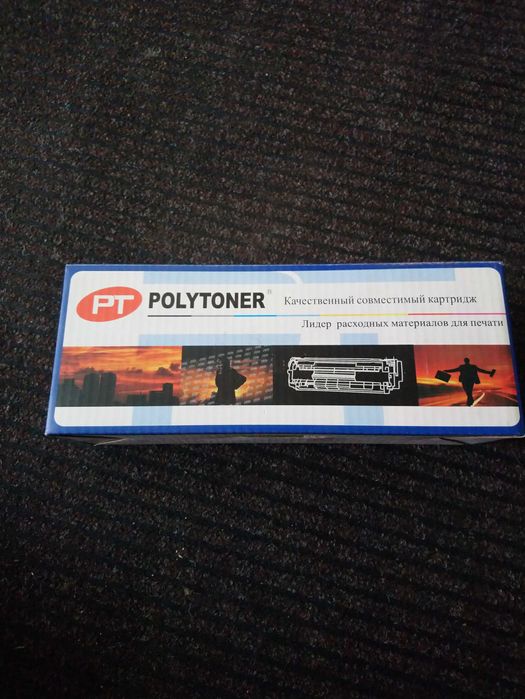 PT POLYTONER® Качественный совместимый картридж
Лидер расходных материалов для печати